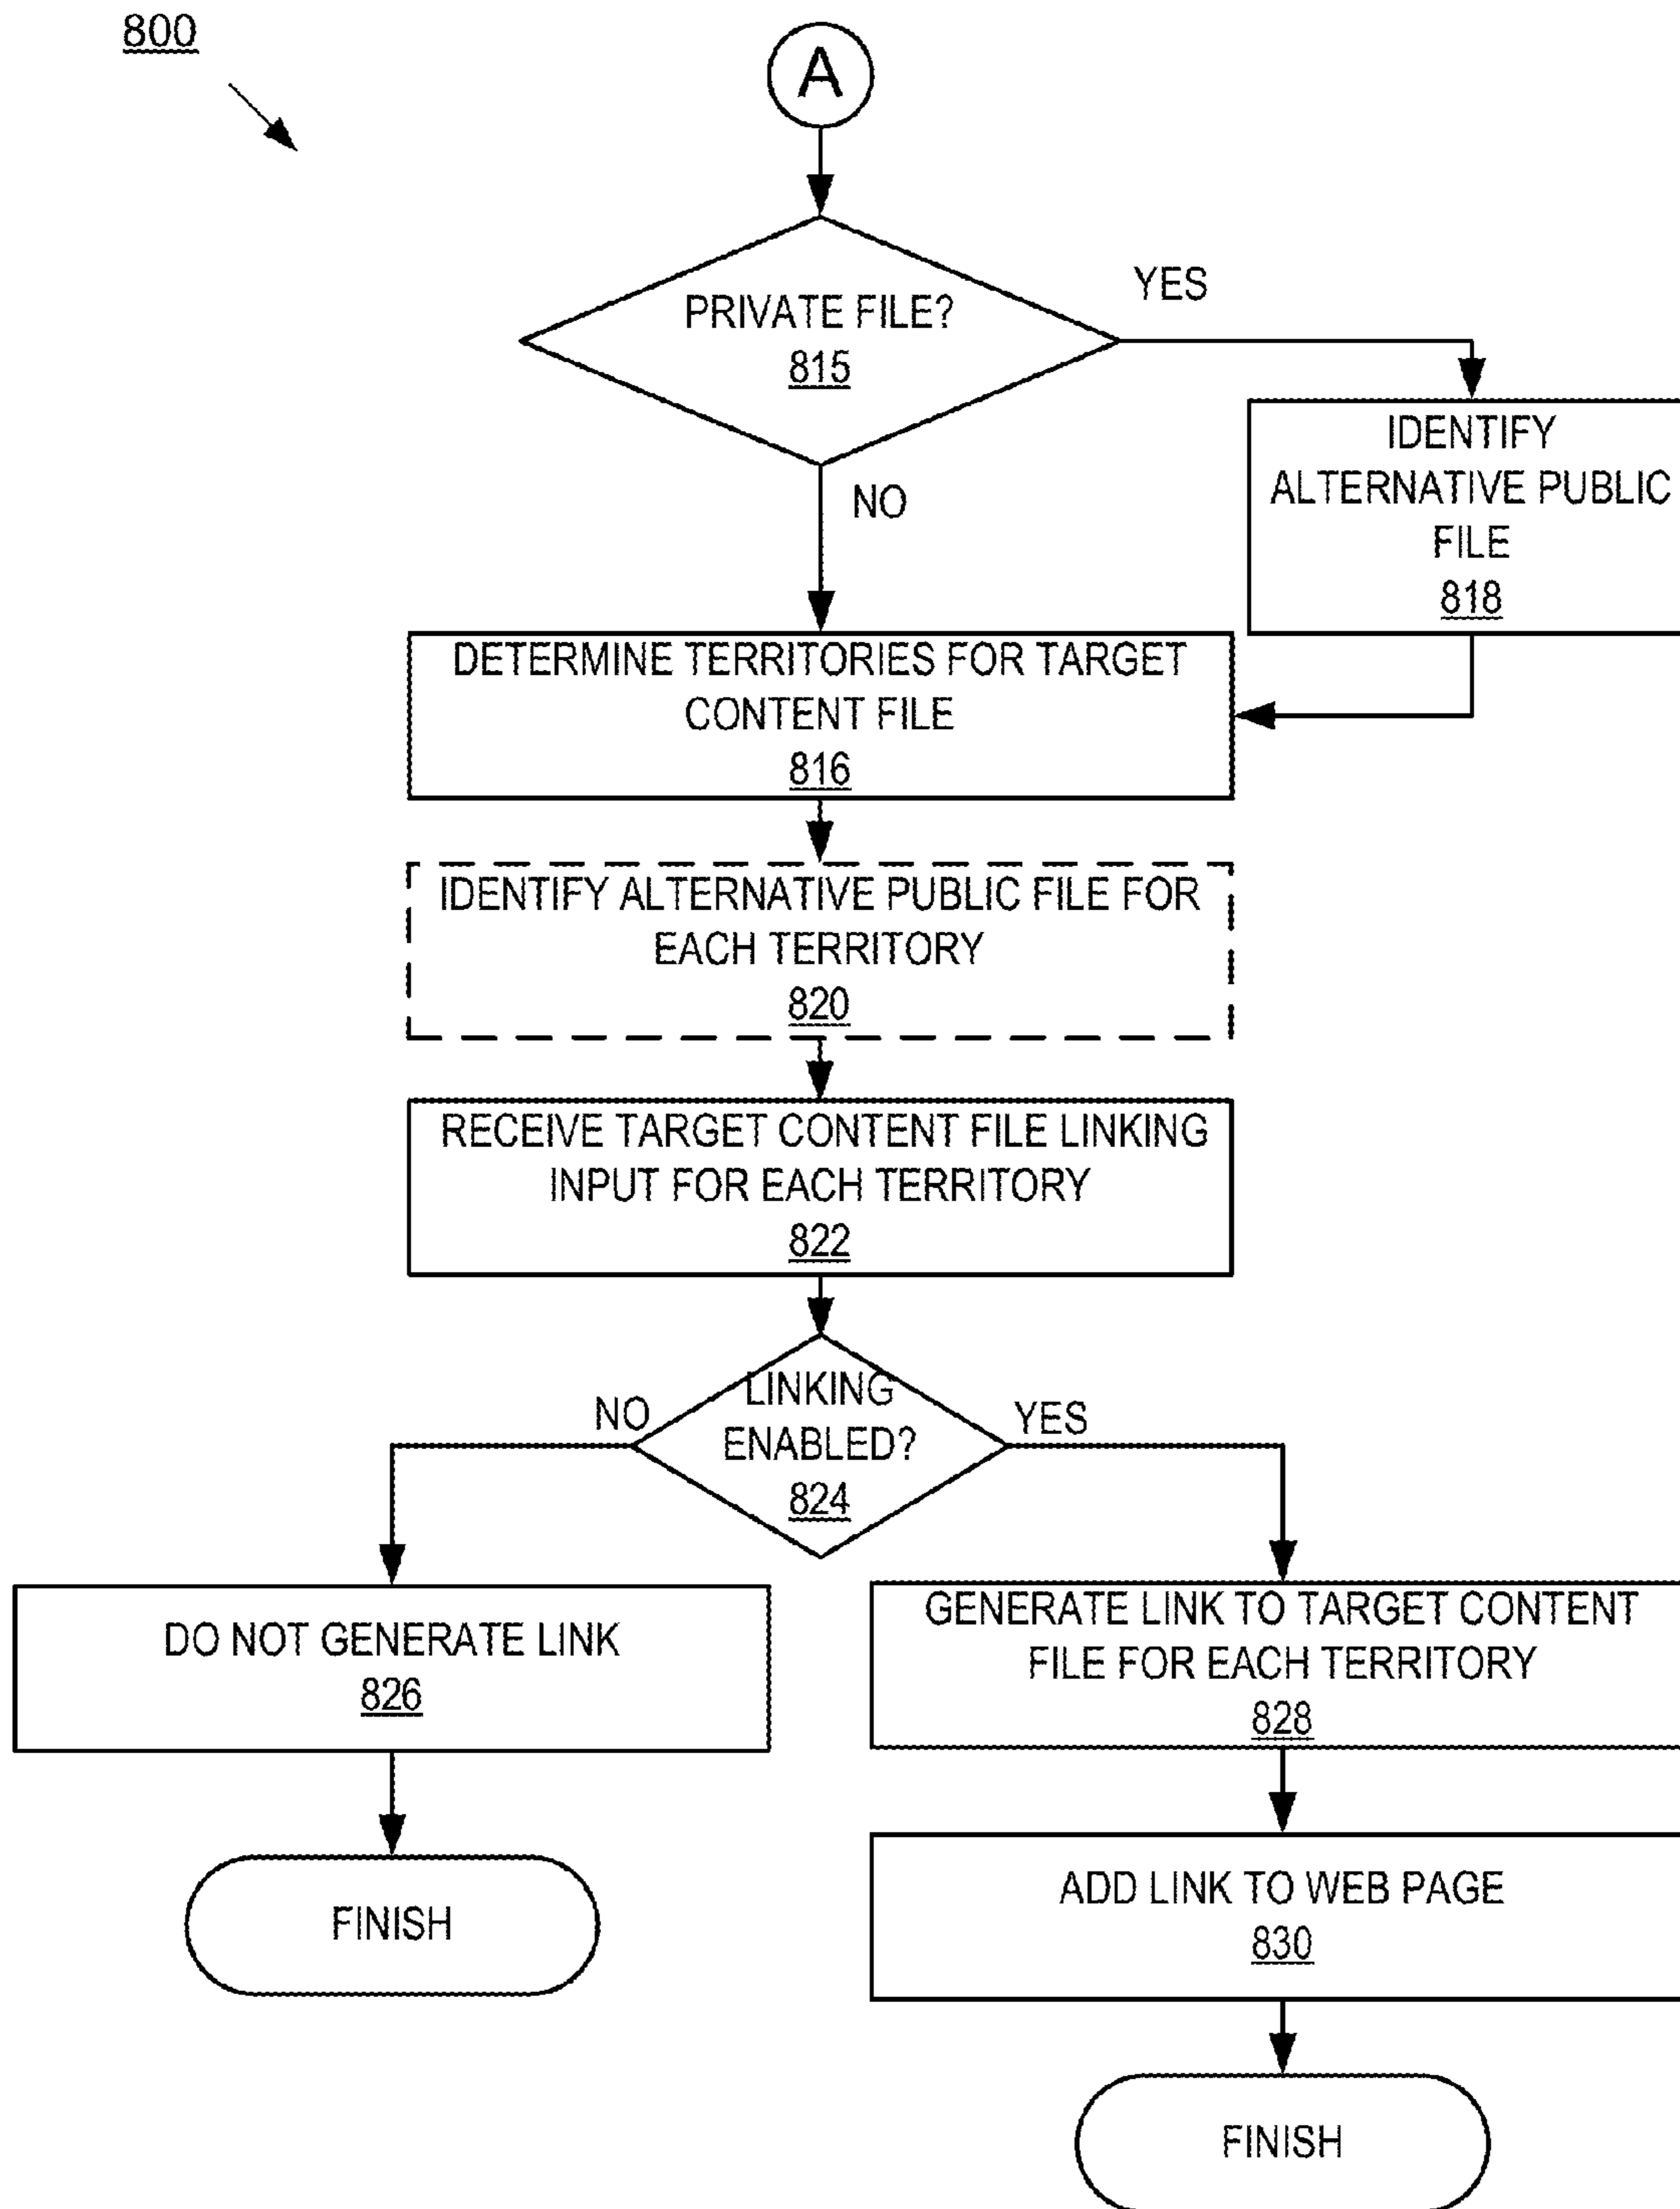 800
A
PRIVATE FILE?
815
YES
NO
IDENTIFY
ALTERNATIVE PUBLIC
FILE
818
DETERMINE TERRITORIES FOR TARGET
CONTENT FILE
816
IDENTIFY ALTERNATIVE PUBLIC FILE FOR
EACH TERRITORY
820
RECEIVE TARGET CONTENT FILE LINKING
INPUT FOR EACH TERRITORY
822
LINKING
ENABLED?
824
NO
YES
DO NOT GENERATE LINK
826
GENERATE LINK TO TARGET CONTENT
FILE FOR EACH TERRITORY
828
FINISH
ADD LINK TO WEB PAGE
830
FINISH